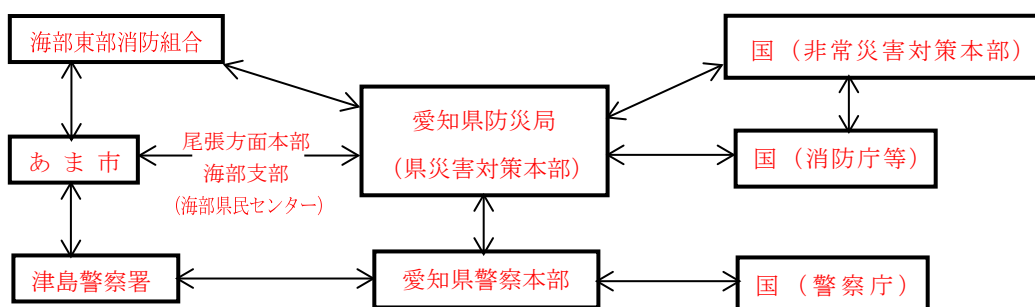 海部東部消防組合
国（非常災害対策本部）
愛知県防災局
（県災害対策本部）
尾張方面本部
海部支部
（海部県民センター）
あ ま 市
国（消防庁等）
津島警察署
愛知県警察本部
国（警察庁）